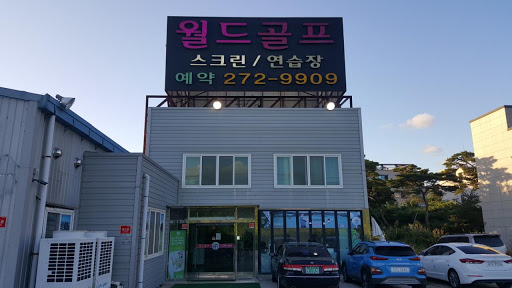 월드골프
스크린 / 연습장
예약 272-9909